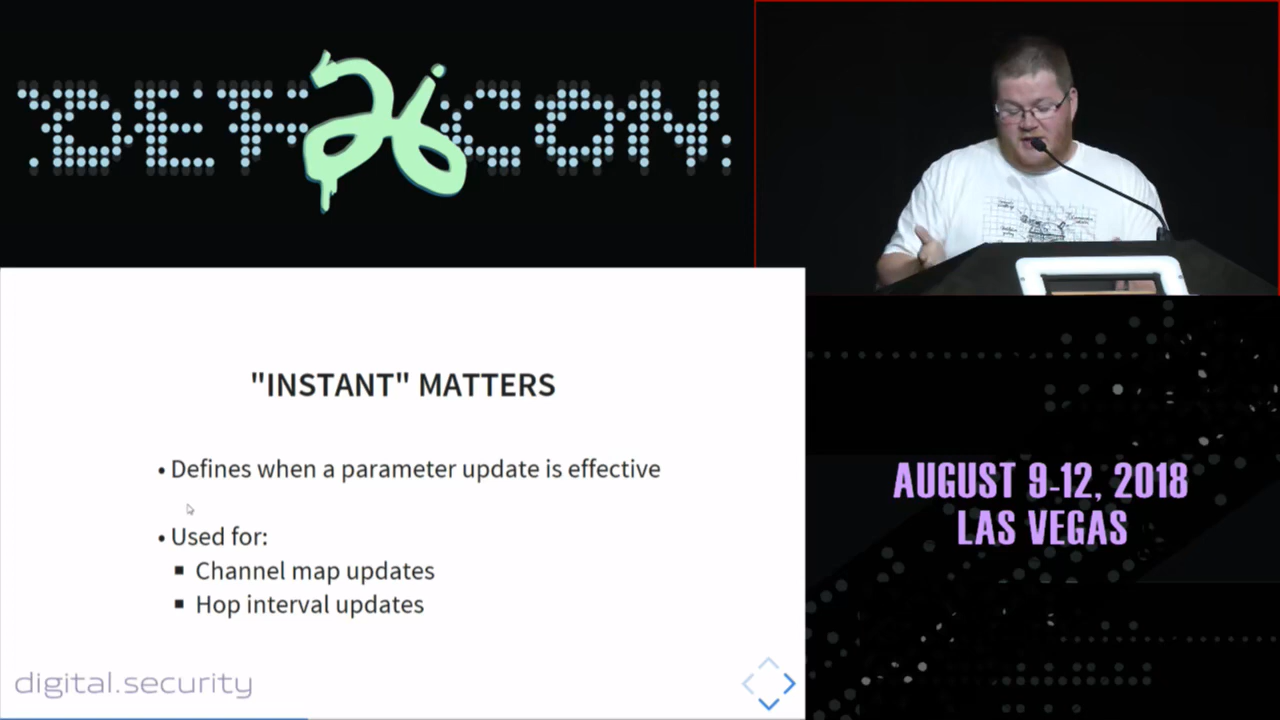 DEF 26 CON
"INSTANT" MATTERS
• Defines when a parameter update is effective
• Used for:
▪ Channel map updates
▪ Hop interval updates
digital.security
AUGUST 9-12, 2018
LAS VEGAS